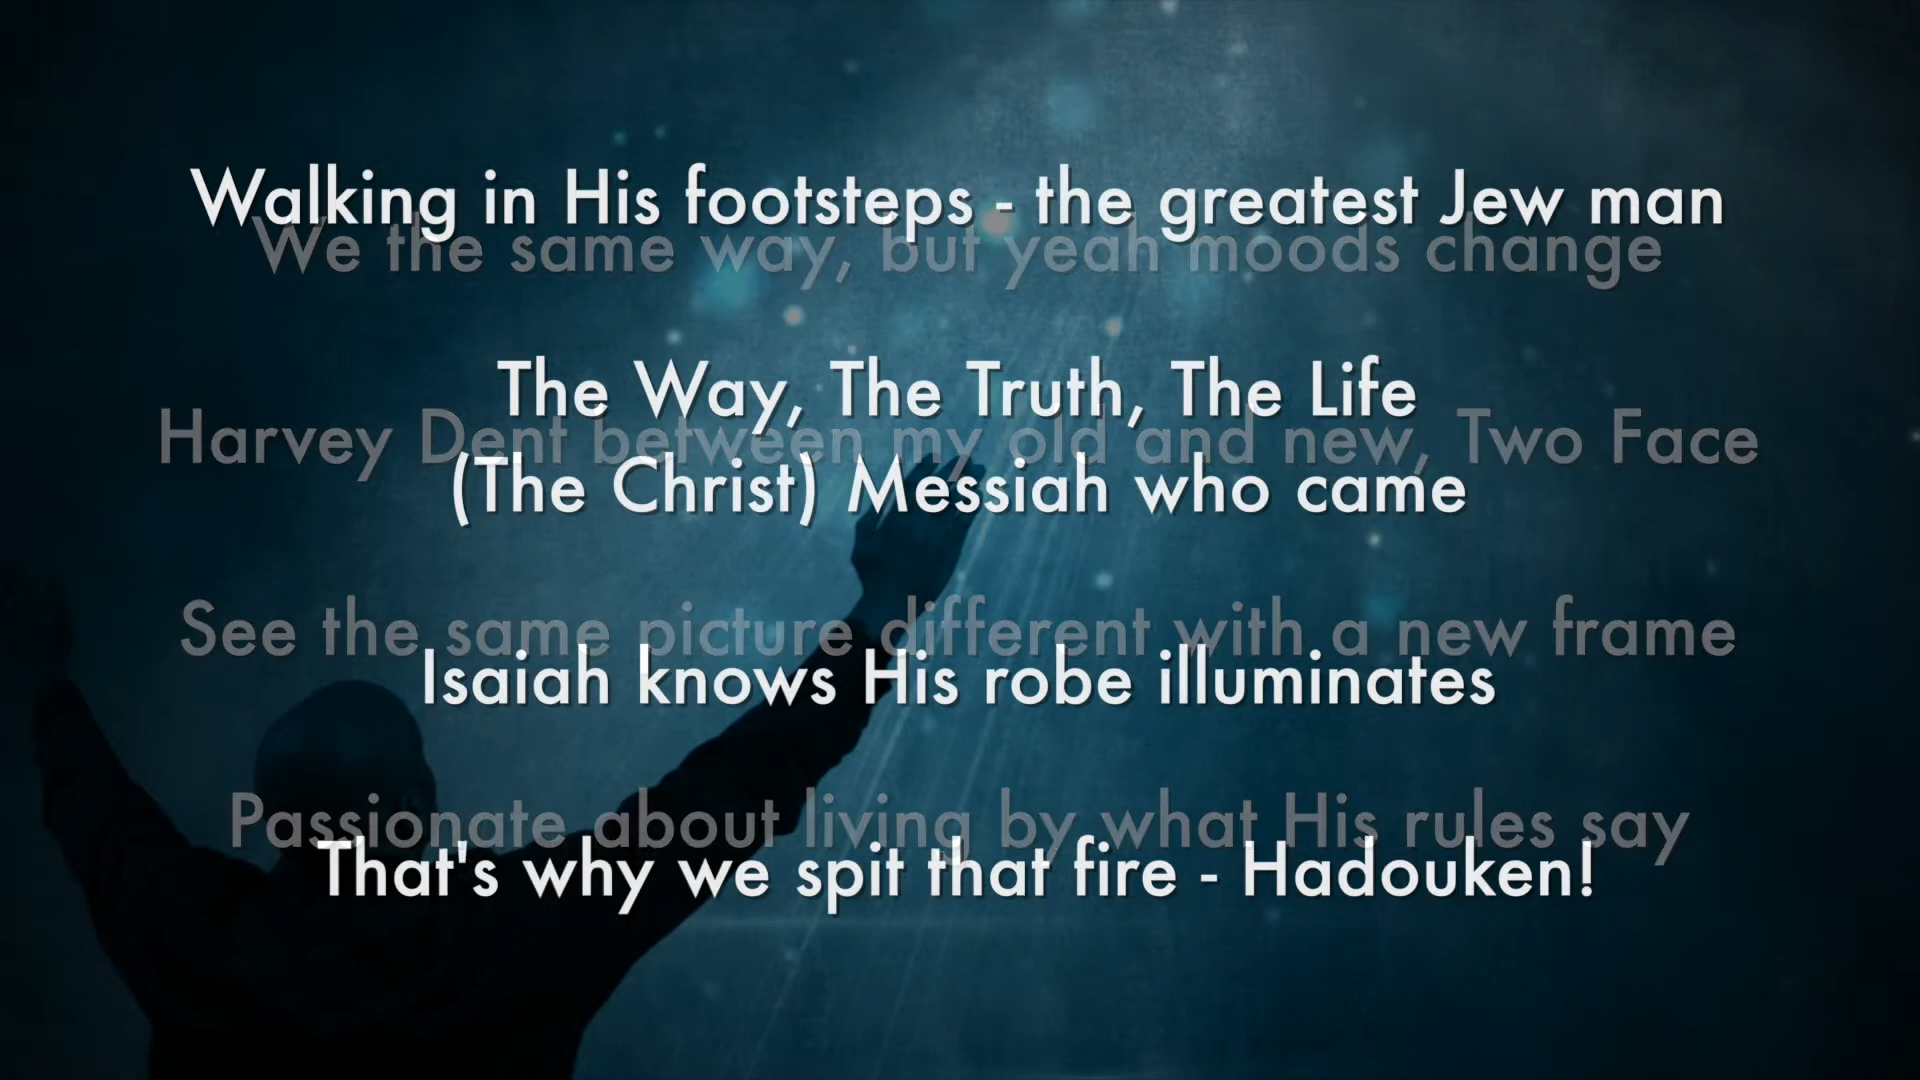 Walking in His footsteps - the greatest Jew man
We the same way, but yeah moods change
The Way, The Truth, The Life
Harvey Dent between my old and new, Two Face
(The Christ) Messiah who came
See the same picture different with a new frame
Isaiah knows His robe illuminates
Passionate about living by what His rules say
That's why we spit that fire - Hadouken!